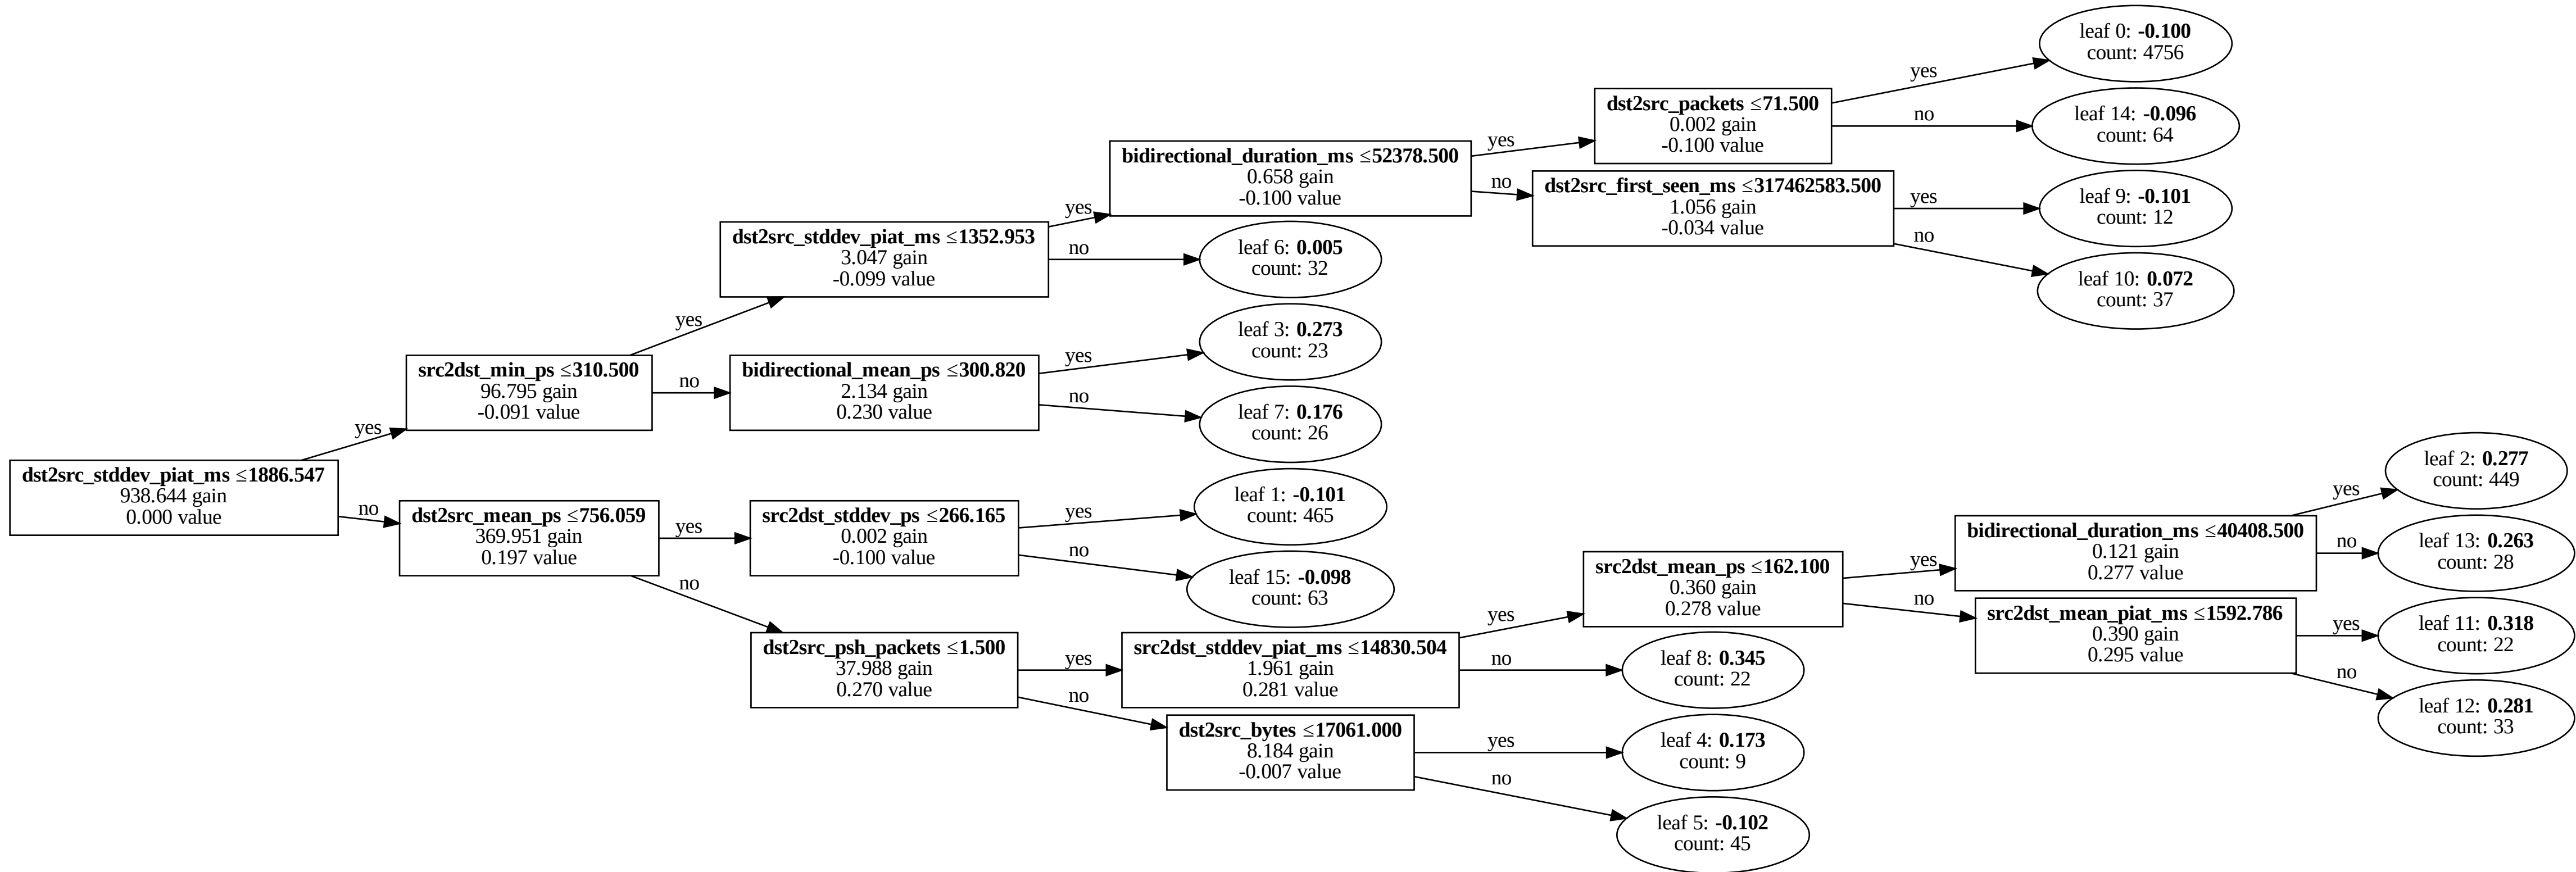 dst2src_stddev_piat_ms ≤1886.547
938.644 gain
0.000 value
yes
no
src2dst_min_ps ≤310.500
96.795 gain
-0.091 value
yes
no
dst2src_mean_ps ≤756.059
369.951 gain
0.197 value
yes
no
dst2src_stddev_piat_ms ≤1352.953
3.047 gain
-0.099 value
yes
no
bidirectional_mean_ps ≤300.820
2.134 gain
0.230 value
yes
no
src2dst_stddev_ps ≤266.165
0.002 gain
-0.100 value
yes
no
dst2src_psh_packets ≤1.500
37.988 gain
0.270 value
yes
no
bidirectional_duration_ms ≤52378.500
0.658 gain
-0.100 value
yes
no
leaf 6: 0.005
count: 32
leaf 3: 0.273
count: 23
leaf 7: 0.176
count: 26
leaf 1: -0.101
count: 465
leaf 15: -0.098
count: 63
src2dst_stddev_piat_ms ≤14830.504
1.961 gain
0.281 value
yes
no
dst2src_bytes ≤17061.000
8.184 gain
-0.007 value
yes
no
dst2src_packets ≤71.500
0.002 gain
-0.100 value
yes
no
dst2src_first_seen_ms ≤317462583.500
1.056 gain
-0.034 value
yes
no
src2dst_mean_ps ≤162.100
0.360 gain
0.278 value
yes
no
leaf 8: 0.345
count: 22
leaf 4: 0.173
count: 9
leaf 5: -0.102
count: 45
leaf 0: -0.100
count: 4756
leaf 14: -0.096
count: 64
leaf 9: -0.101
count: 12
leaf 10: 0.072
count: 37
bidirectional_duration_ms ≤40408.500
0.121 gain
0.277 value
yes
no
src2dst_mean_piat_ms ≤1592.786
0.390 gain
0.295 value
yes
no
leaf 2: 0.277
count: 449
leaf 13: 0.263
count: 28
leaf 11: 0.318
count: 22
leaf 12: 0.281
count: 33